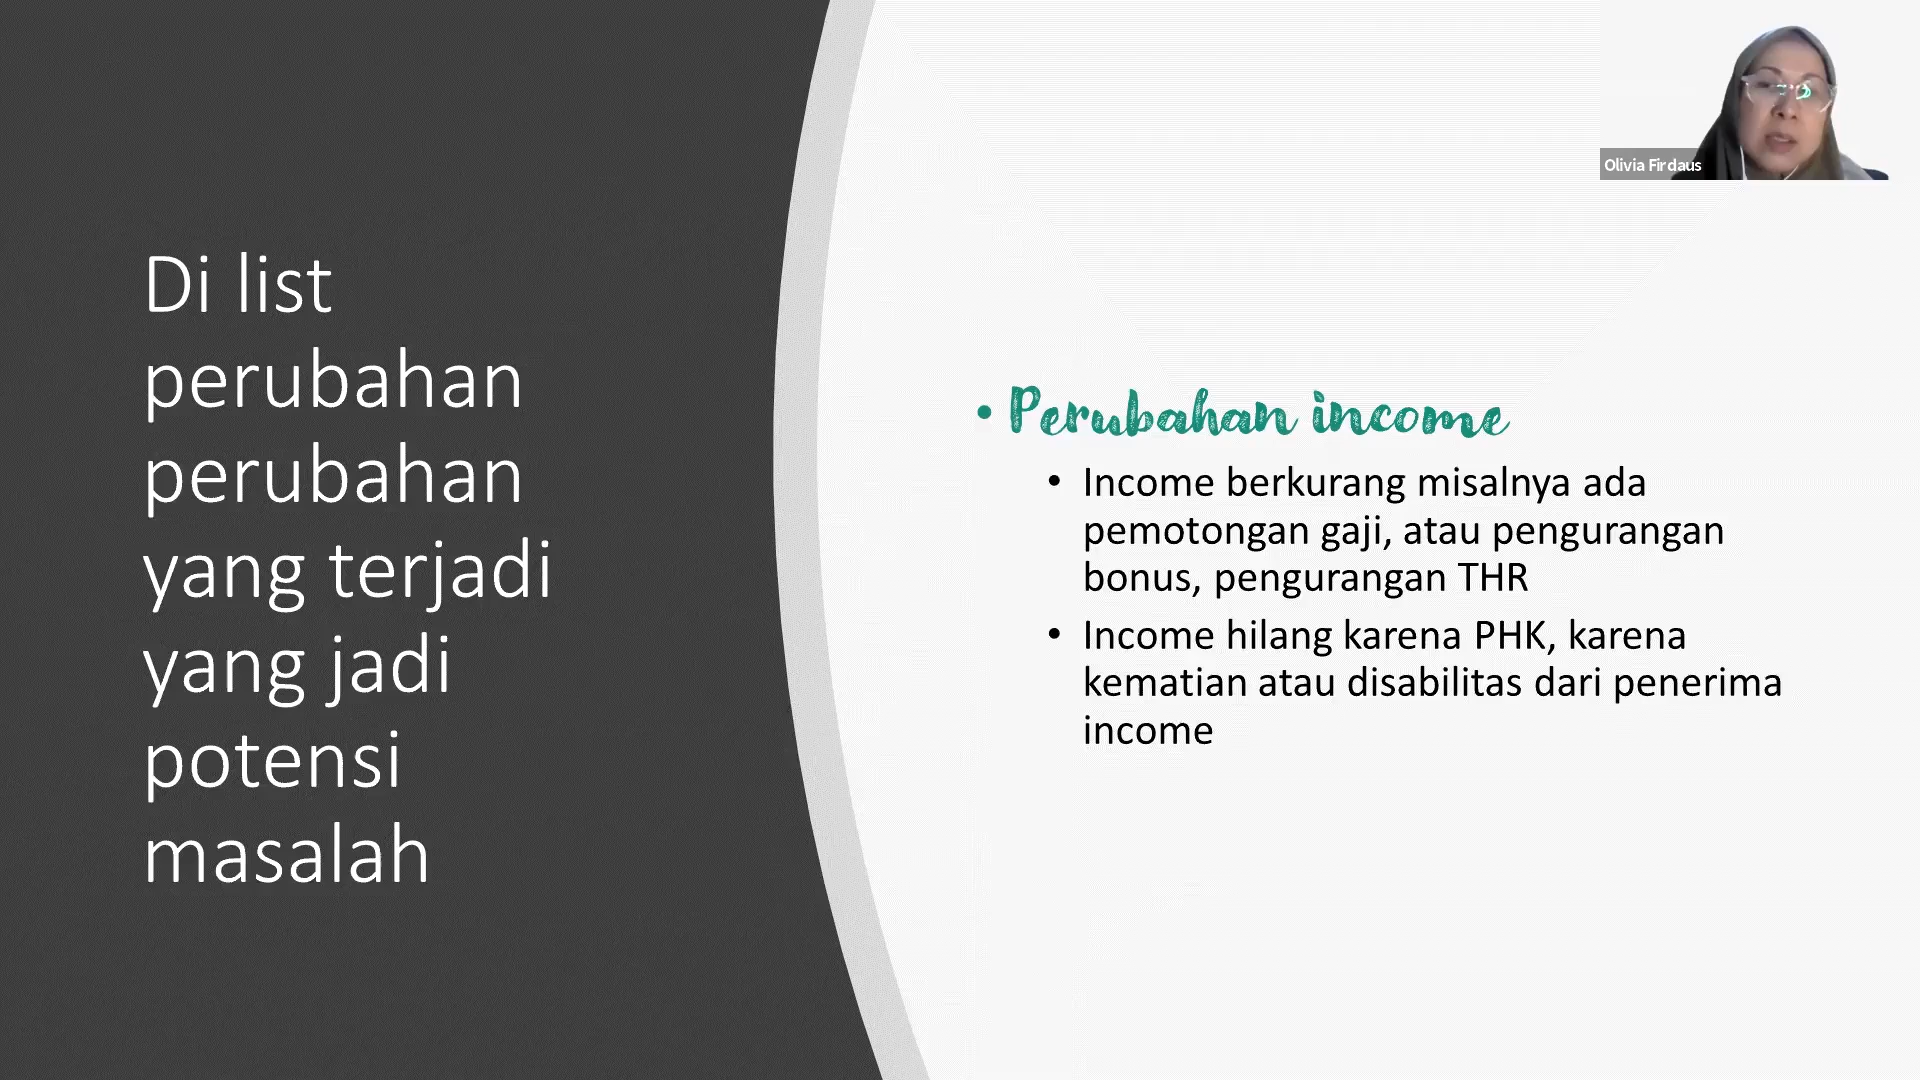 Di list
perubahan
perubahan
yang terjadi
yang jadi
potensi
masalah
• Perubahan income
• Income berkurang misalnya ada
pemotongan gaji, atau pengurangan
bonus, pengurangan THR
• Income hilang karena PHK, karena
kematian atau disabilitas dari penerima
income
Olivia Firdaus